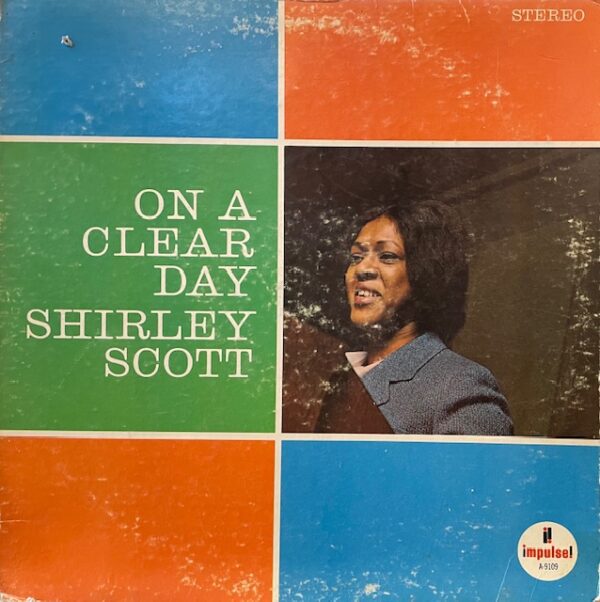 STEREO
ON A
CLEAR
DAY
SHIRLEY
SCOTT
i!
impulse!
A-9109